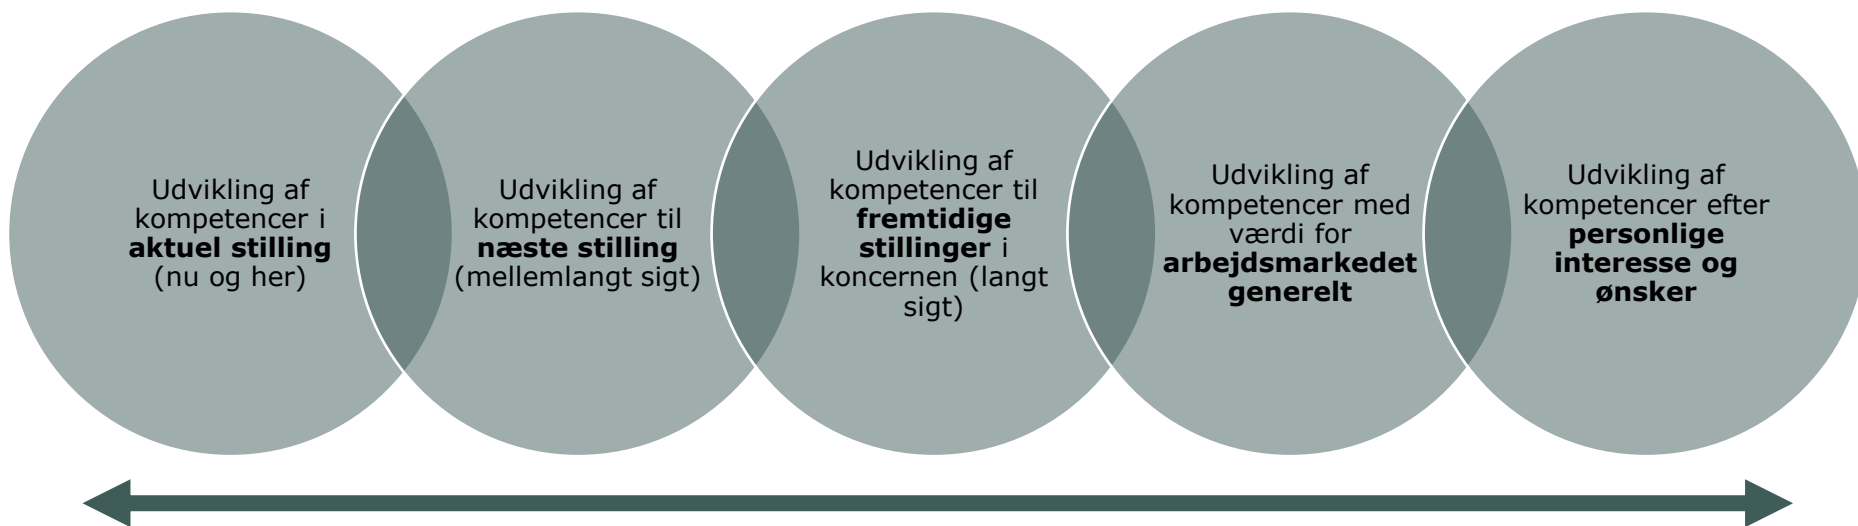 Udvikling af
kompetencer i
aktuel stilling
(nu og her)
Udvikling af
kompetencer til
næste stilling
(mellemlangt sigt)
Udvikling af
kompetencer til
fremtidige
stillinger i
koncernen (langt
sigt)
Udvikling af
kompetencer med
værdi for
arbejdsmarkedet
generelt
Udvikling af
kompetencer efter
personlige
interesse og
ønsker